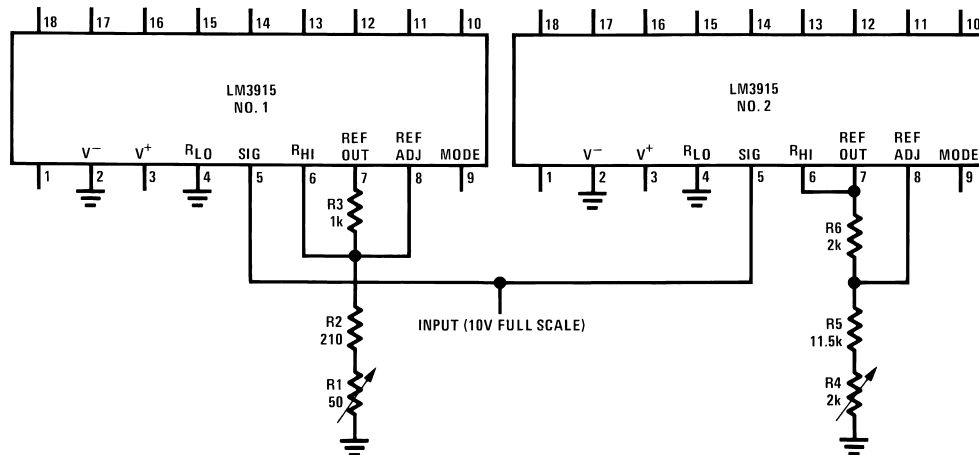 18 17 16 15 14 13 12 11 10
LM3915
NO. 1
V⁻ V⁺ RLO SIG RHI REF OUT REF ADJ MODE
1 2 3 4 5 6 7 8 9
R3
1k
R2
210
R1
50
18 17 16 15 14 13 12 11 10
LM3915
NO. 2
V⁻ V⁺ RLO SIG RHI REF OUT REF ADJ MODE
1 2 3 4 5 6 7 8 9
R6
2k
R5
11.5k
R4
2k
INPUT (10V FULL SCALE)